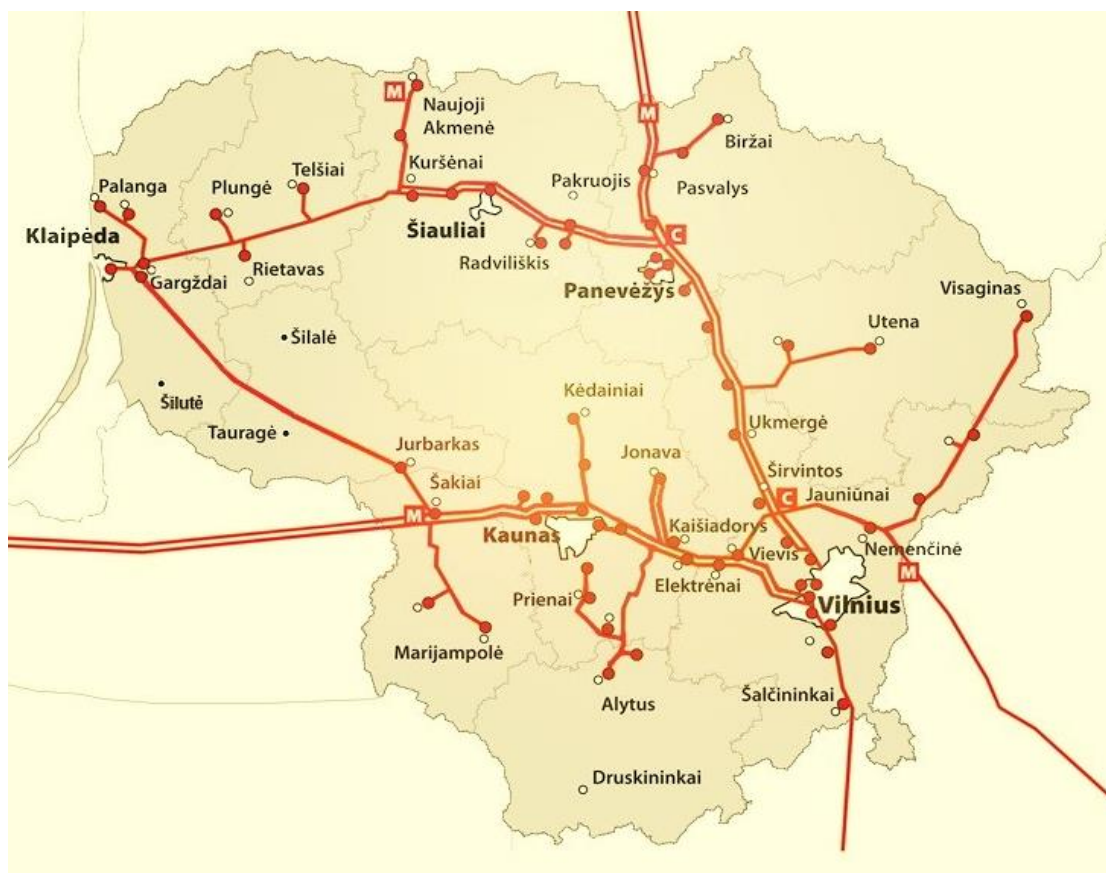 M
Naujoji
Akmenė
M
Biržai
Telšiai
Kuršėnai
Palanga
Plungė
Pakruojis
Pasvalys
Klaipėda
Šiauliai
C
Radviliškis
Gargždai
Rietavas
Panevėžys
Visaginas
Utena
Šilalė
Šilutė
Kėdainiai
Tauragė
Ukmergė
Jurbarkas
Jonava
Širvintos
Šakiai
C
Jauniūnai
M
Kaunas
Kaišiadorys
Vievis
Nemenčinė
M
Elektrėnai
Prienai
Vilnius
Marijampolė
Alytus
Šalčininkai
Druskininkai